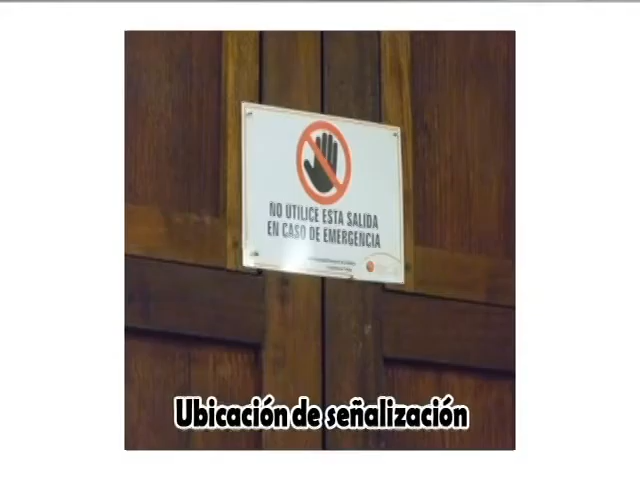 NO UTILICE ESTA SALIDA
EN CASO DE EMERGENCIA
Ubicación de señalización